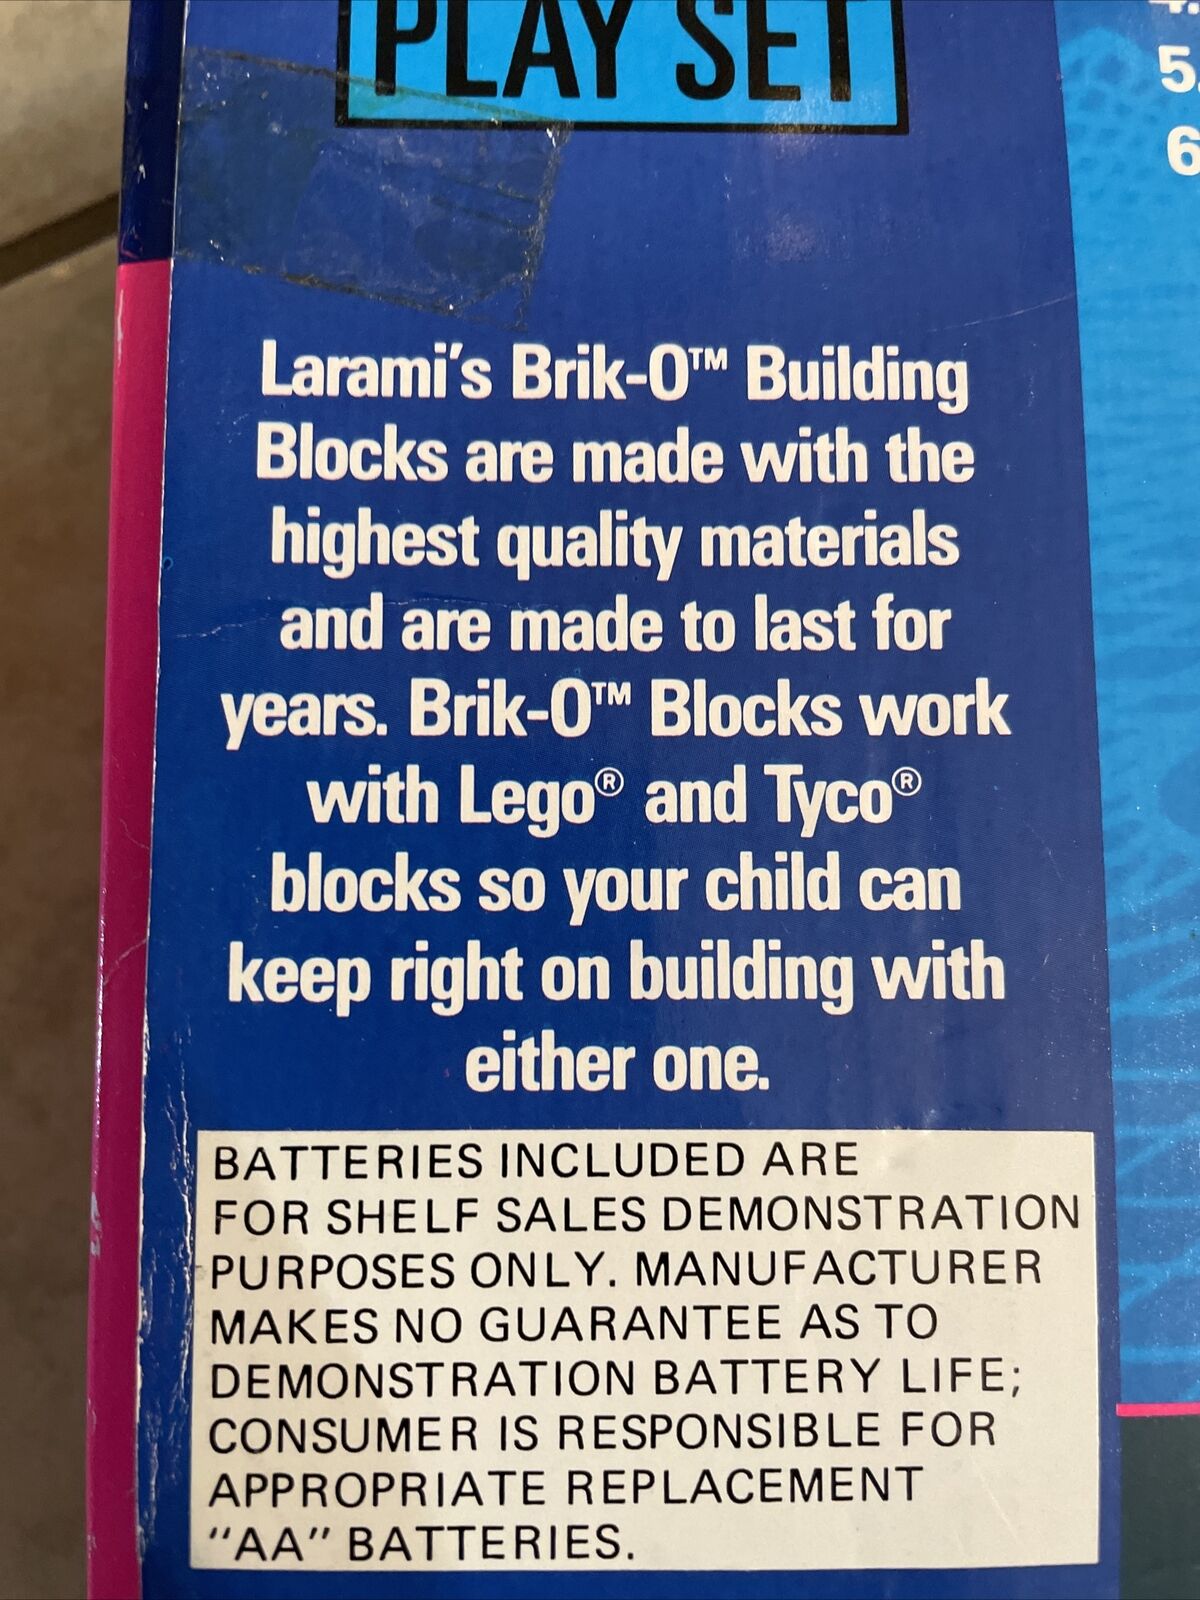 PLAY SET
5.
6
Larami's Brik-O™ Building
Blocks are made with the
highest quality materials
and are made to last for
years. Brik-O™ Blocks work
with Lego® and Tyco®
blocks so your child can
keep right on building with
either one.
BATTERIES INCLUDED ARE
FOR SHELF SALES DEMONSTRATION
PURPOSES ONLY. MANUFACTURER
MAKES NO GUARANTEE AS TO
DEMONSTRATION BATTERY LIFE;
CONSUMER IS RESPONSIBLE FOR
APPROPRIATE REPLACEMENT
"AA" BATTERIES.